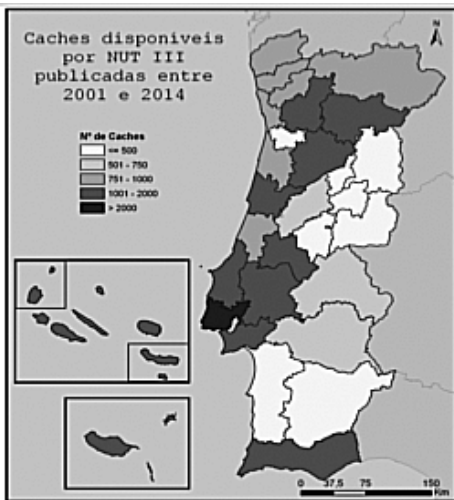 Caches disponiveis
por NUT III
publicadas entre
2001 e 2014
N
Nº de Caches
<= 500
501 - 750
751 - 1000
1001 - 2000
> 2000
0 37,5 75 150
Km